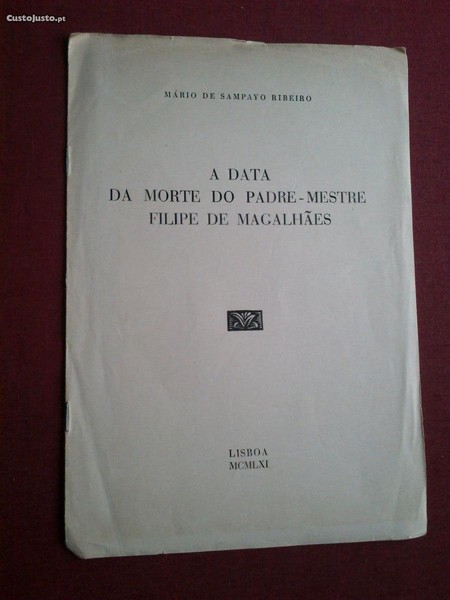 CustoJusto.pt
MÁRIO DE SAMPAYO RIBEIRO
A DATA
DA MORTE DO PADRE-MESTRE
FILIPE DE MAGALHÃES
LISBOA
MCMLXI